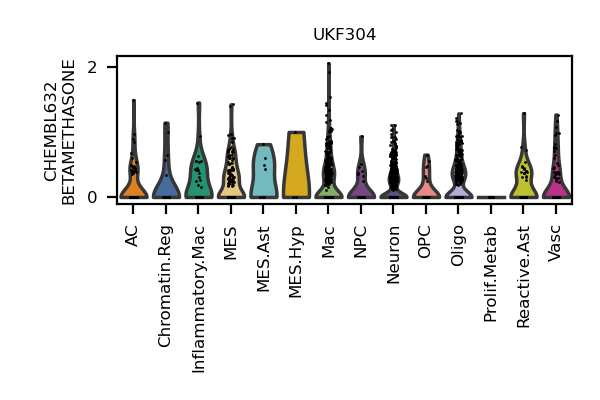 UKF304
CHEMBL632
BETAMETHASONE
2
0
AC
Chromatin.Reg
Inflammatory.Mac
MES
MES.Ast
MES.Hyp
Mac
NPC
Neuron
OPC
Oligo
Prolif.Metab
Reactive.Ast
Vasc